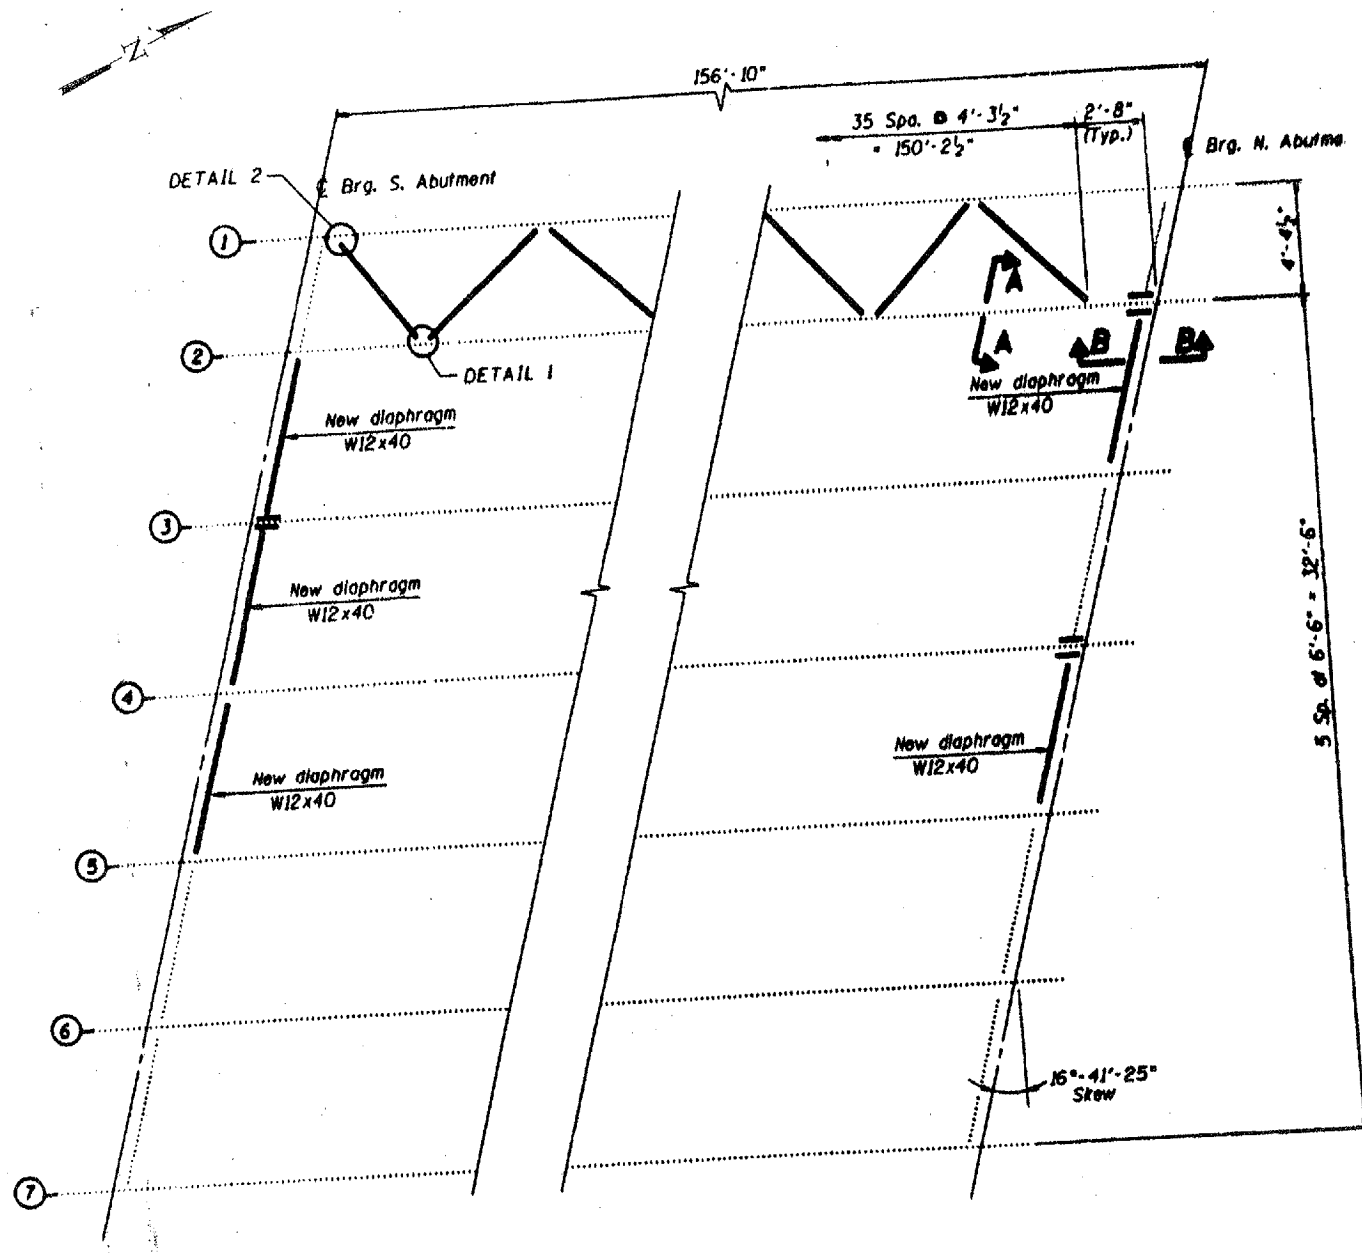 N
156'-10"
35 Spa. @ 4'-3½"
= 150'-2½"
2'-8"
(Typ.)
℄ Brg. N. Abutme
DETAIL 2
℄ Brg. S. Abutment
1
4'-4½"
A
2
A
B
B
DETAIL 1
New diaphragm
W12x40
New diaphragm
W12x40
3
5 Sp. @ 6'-6" = 32'-6"
New diaphragm
W12x40
4
New diaphragm
W12x40
New diaphragm
W12x40
5
6
16°-41'-25"
Skew
7